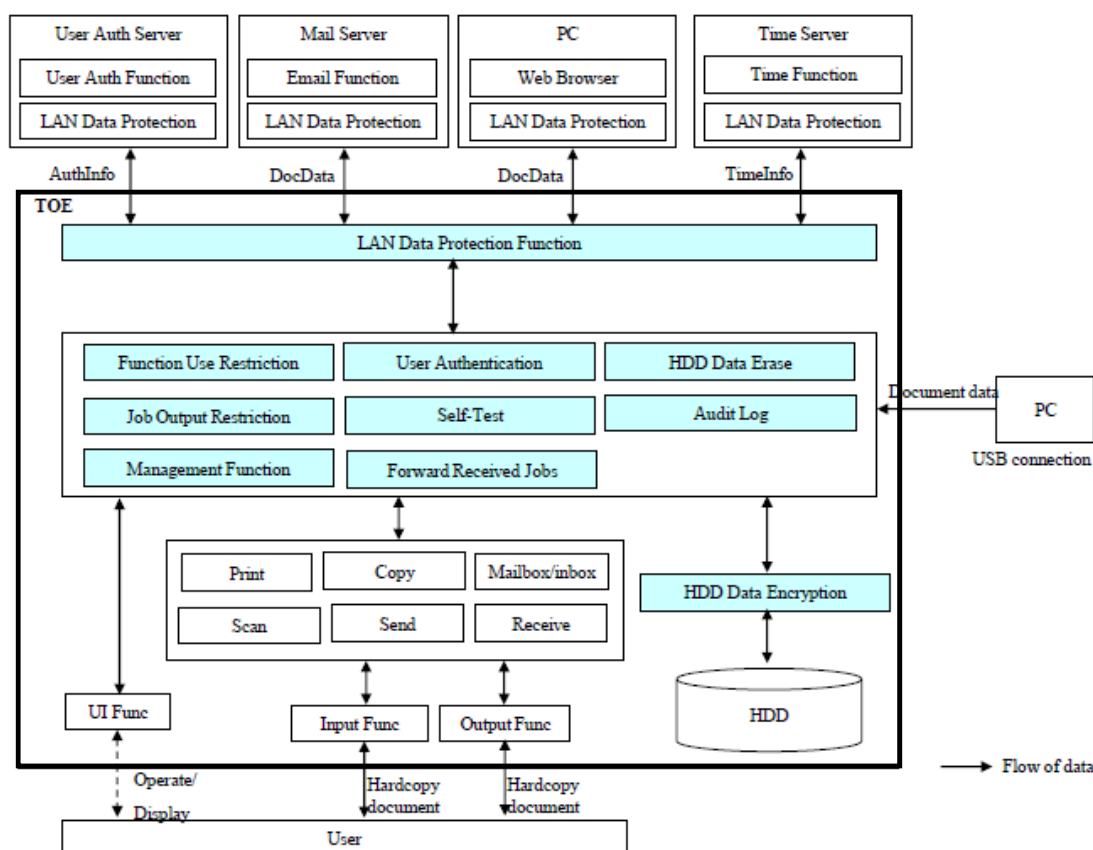 User Auth Server
Mail Server
PC
Time Server
User Auth Function
Email Function
Web Browser
Time Function
LAN Data Protection
LAN Data Protection
LAN Data Protection
LAN Data Protection
AuthInfo
DocData
DocData
TimeInfo
TOE
LAN Data Protection Function
Function Use Restriction
User Authentication
HDD Data Erase
Job Output Restriction
Self-Test
Audit Log
Management Function
Forward Received Jobs
Document data
PC
USB connection
Print
Copy
Mailbox/inbox
Scan
Send
Receive
HDD Data Encryption
HDD
UI Func
Input Func
Output Func
Flow of data
Operate/
Display
Hardcopy
document
Hardcopy
document
User